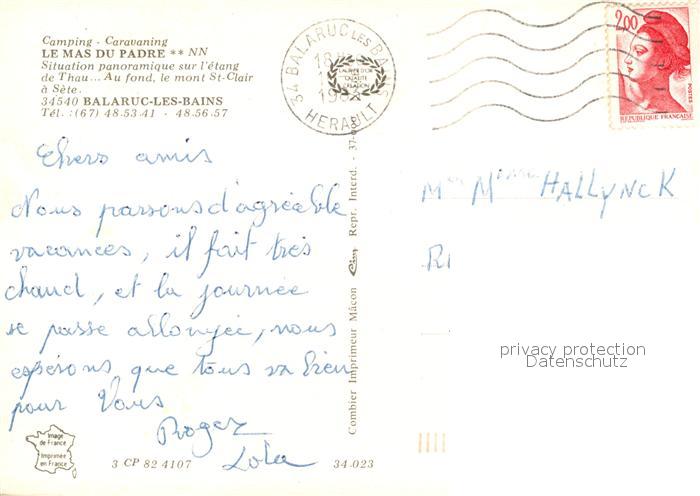 Camping - Caravaning
LE MAS DU PADRE ** NN
Situation panoramique sur l'étang
de Thau... Au fond, le mont St-Clair
à Sète.
34540 BALARUC-LES-BAINS
Tél.: (67) 48.53.41 - 48.56.57
34 BALARUC LES BAINS
HERAULT
2,00
POSTES
REPUBLIQUE FRANÇAISE
Chers amis
Nous passons d'agréable
vacances, il fait très
chaud, et la journée
se passe allongée, nous
espérons que tous va bien
pour Vous
Roger
Lola
HALLYNCK
privacy protection
Datenschutz
Combier Imprimeur Mâcon
Repr. Interd.
Image
de France
Imprimée
en France
3 CP 82 4107
34.023